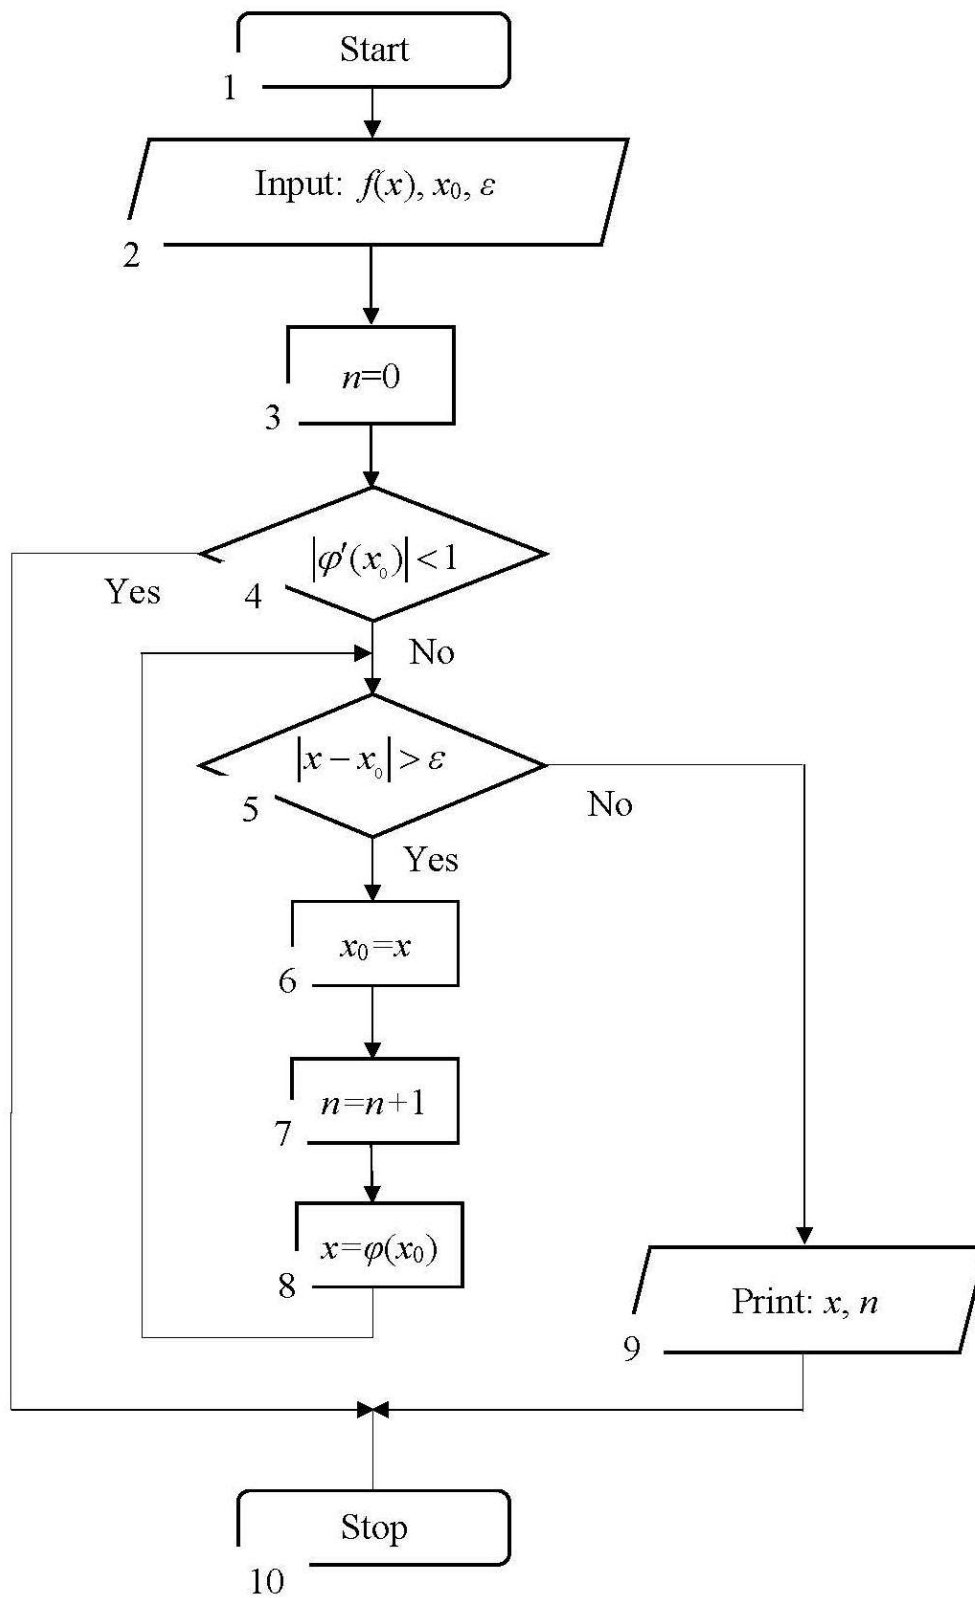 Start
1
Input: f(x), x₀, ε
2
n=0
3
|φ′(x₀)| < 1
Yes
4
No
|x − x₀| > ε
5
No
Yes
x₀=x
6
n=n+1
7
x=φ(x₀)
8
Print: x, n
9
Stop
10